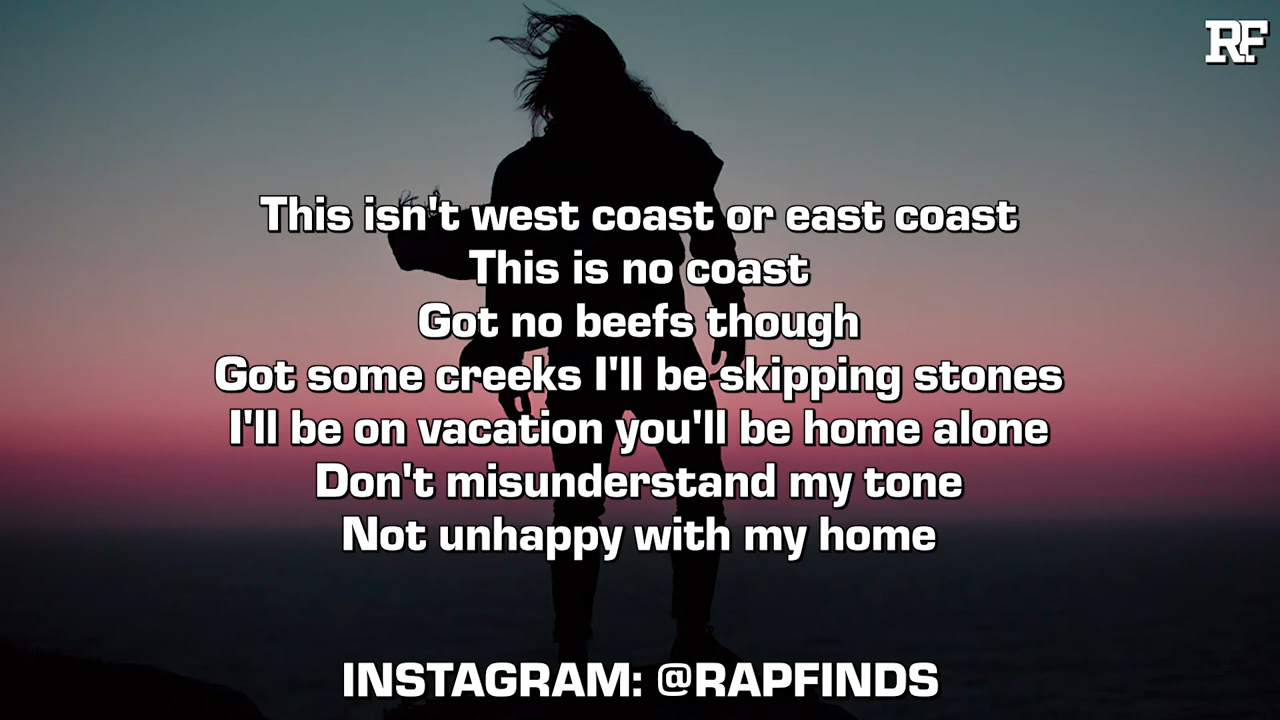 RF
This isn't west coast or east coast
This is no coast
Got no beefs though
Got some creeks I'll be skipping stones
I'll be on vacation you'll be home alone
Don't misunderstand my tone
Not unhappy with my home
INSTAGRAM: @RAPFINDS